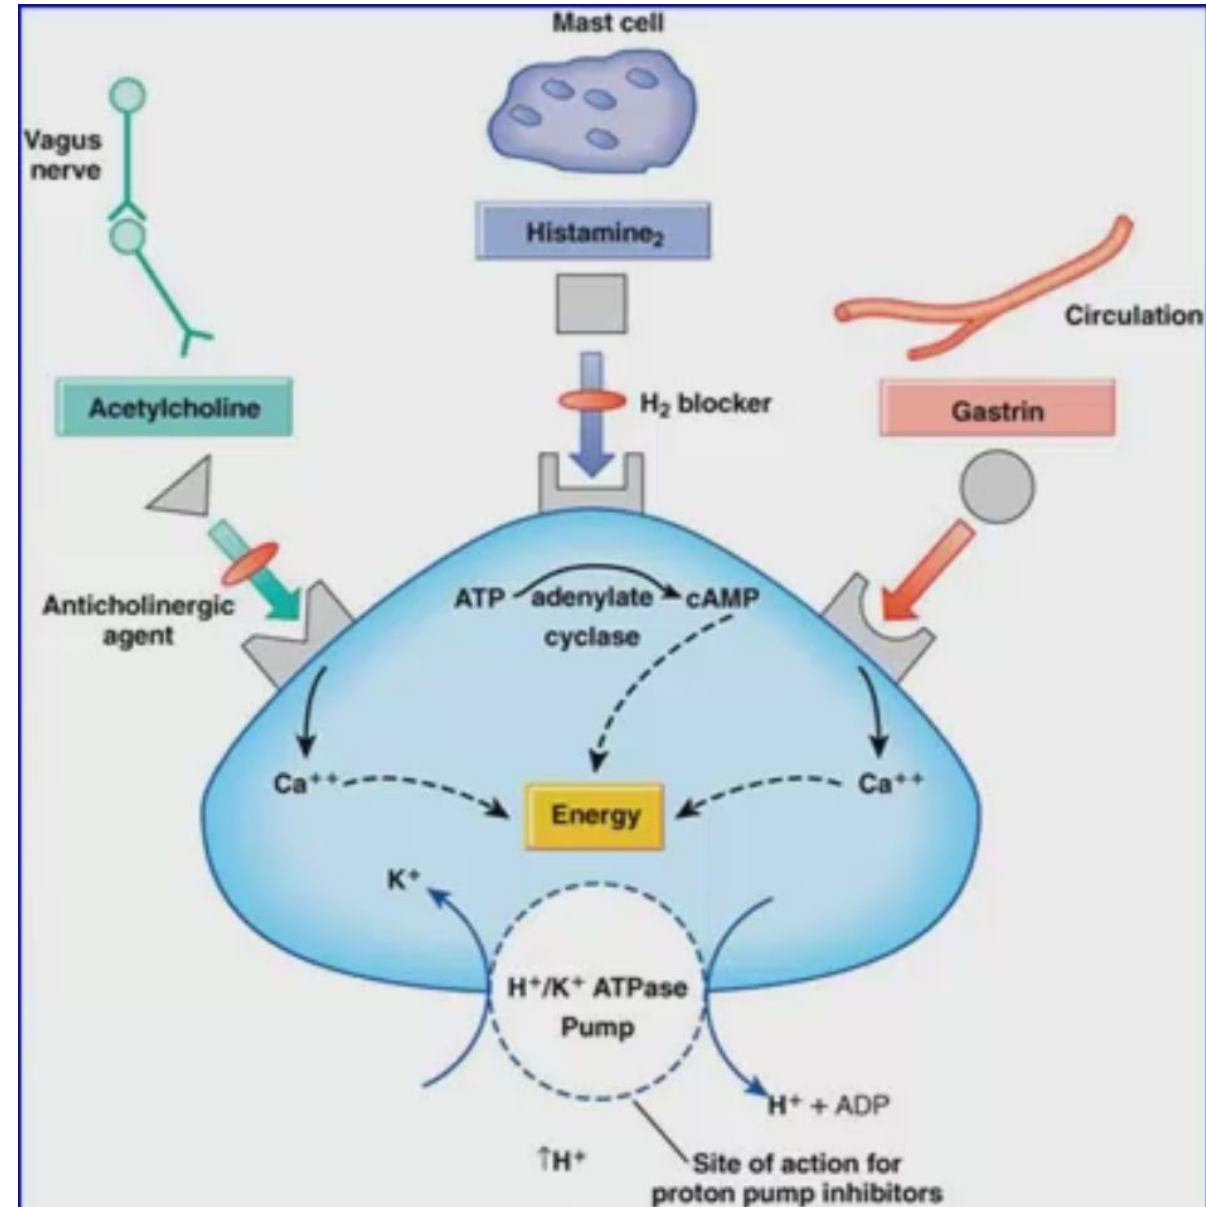 Mast cell
Vagus
nerve
Histamine₂
Circulation
Acetylcholine
H₂ blocker
Gastrin
Anticholinergic
agent
ATP adenylate cAMP
cyclase
Ca⁺⁺
Ca⁺⁺
Energy
K⁺
H⁺/K⁺ ATPase
Pump
H⁺ + ADP
↑H⁺
Site of action for
proton pump inhibitors